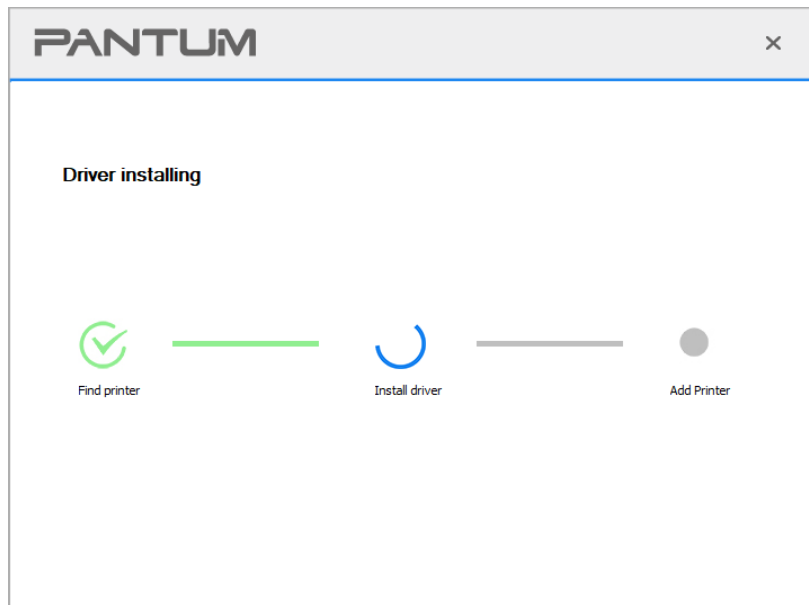 PANTUM
Driver installing
Find printer
Install driver
Add Printer